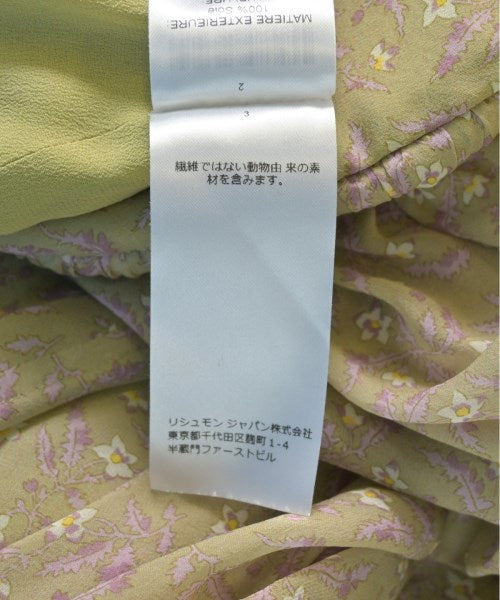 MATIERE EXTERIEURE:
100% Soie
2
3
繊維ではない動物由 来の素
材を含みます。
リシュモン ジャパン株式会社
東京都千代田区麹町 1-4
半蔵門ファーストビル